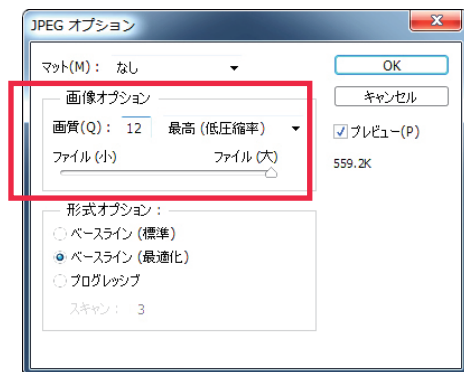 JPEG オプション
マット(M)： なし
OK
キャンセル
プレビュー(P)
559.2K
画像オプション
画質(Q)： 12 最高 (低圧縮率)
ファイル (小) ファイル (大)
形式オプション：
ベースライン (標準)
ベースライン (最適化)
プログレッシブ
スキャン： 3